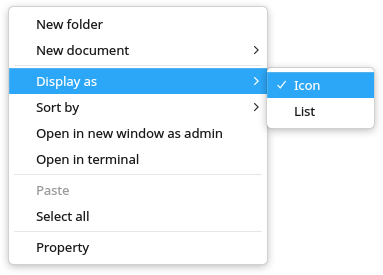 New folder
New document
Display as
Icon
List
Sort by
Open in new window as admin
Open in terminal
Paste
Select all
Property